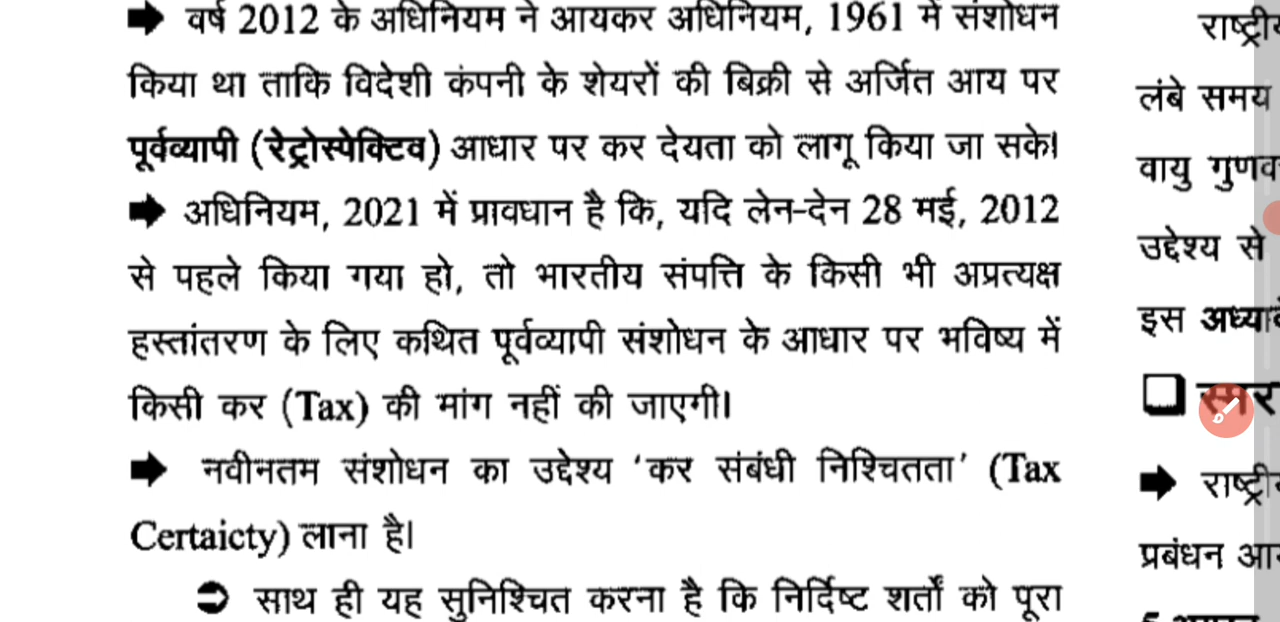 ➡ वर्ष 2012 के अधिनियम ने आयकर अधिनियम, 1961 में संशोधन
किया था ताकि विदेशी कंपनी के शेयरों की बिक्री से अर्जित आय पर
पूर्वव्यापी (रेट्रोस्पेक्टिव) आधार पर कर देयता को लागू किया जा सके।
➡ अधिनियम, 2021 में प्रावधान है कि, यदि लेन-देन 28 मई, 2012
से पहले किया गया हो, तो भारतीय संपत्ति के किसी भी अप्रत्यक्ष
हस्तांतरण के लिए कथित पूर्वव्यापी संशोधन के आधार पर भविष्य में
किसी कर (Tax) की मांग नहीं की जाएगी।
➡ नवीनतम संशोधन का उद्देश्य ‘कर संबंधी निश्चितता’ (Tax
Certaicty) लाना है।
➲ साथ ही यह सुनिश्चित करना है कि निर्दिष्ट शर्तों को पूरा
लंबे समय
वायु
उद्देश्य से
इस
❑
➡
प्रबंधन